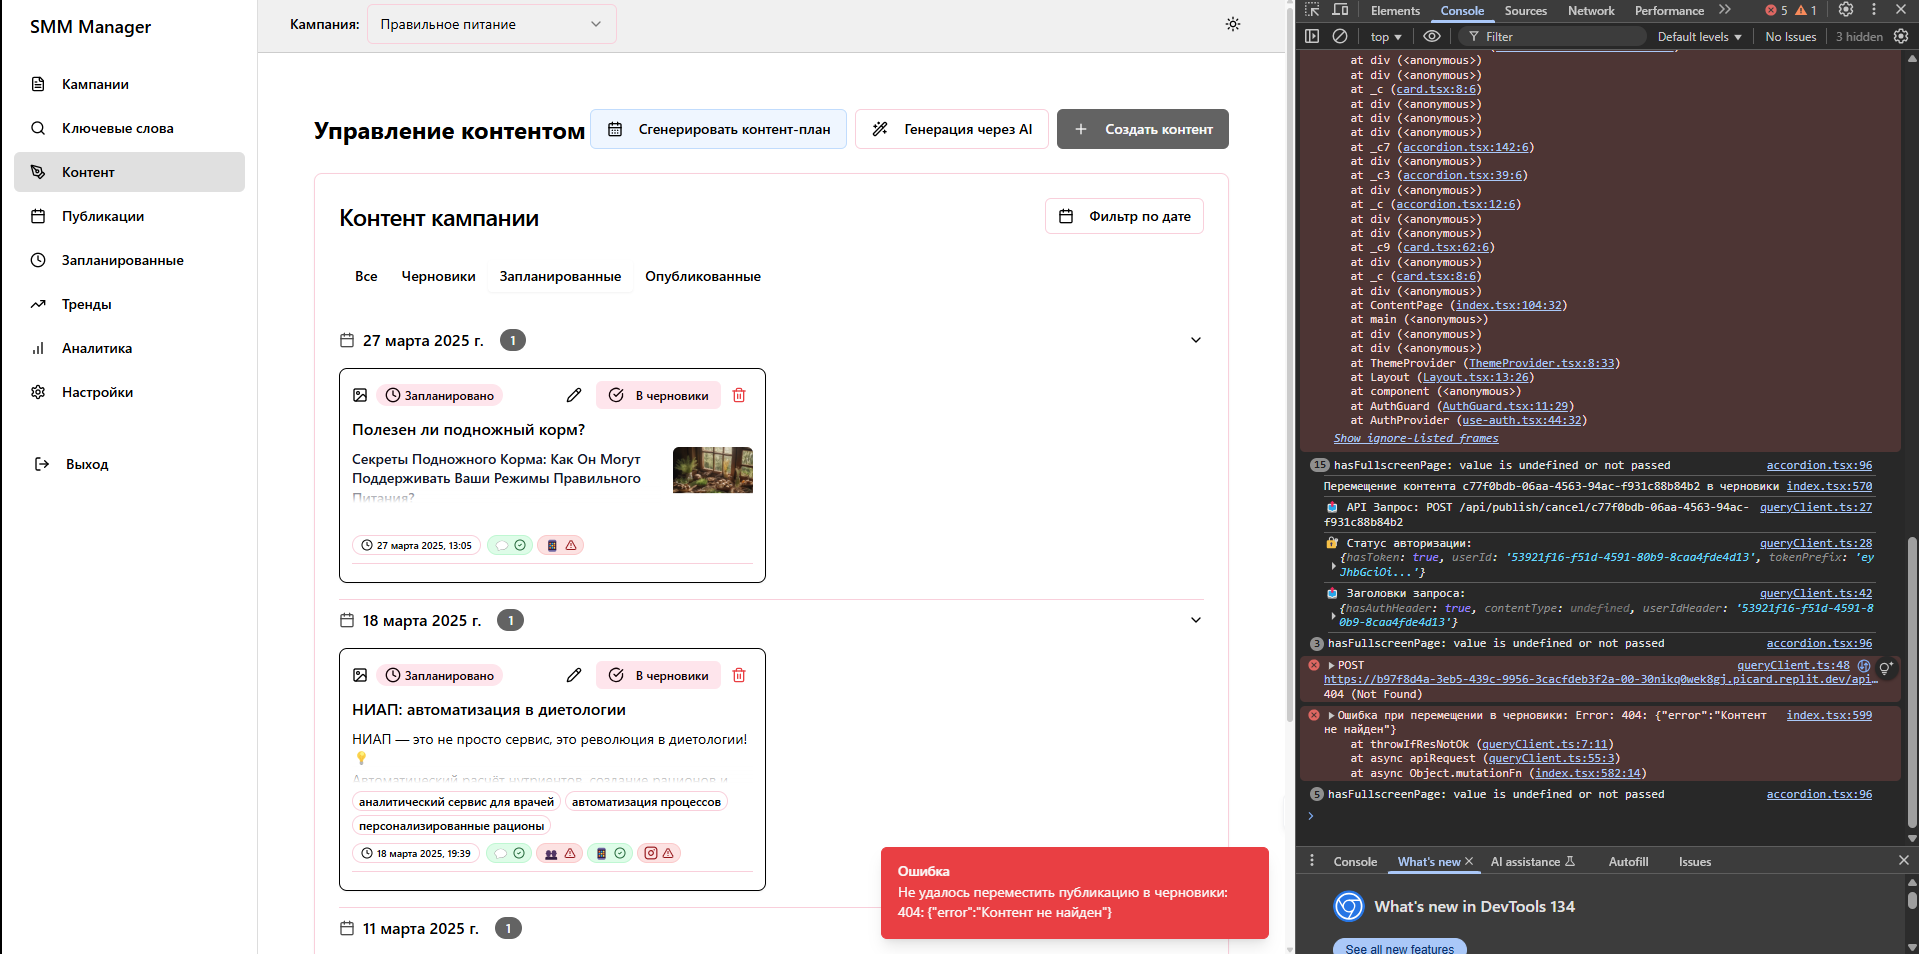 SMM Manager
Кампании
Ключевые слова
Контент
Публикации
Запланированные
Тренды
Аналитика
Настройки
Выход
Кампания:
Правильное питание
Управление контентом
Сгенерировать контент-план
Генерация через AI
Создать контент
Контент кампании
Фильтр по дате
Все
Черновики
Запланированные
Опубликованные
27 марта 2025 г.
1
Запланировано
В черновики
Полезен ли подножный корм?
Секреты Подножного Корма: Как Он Могут
Поддерживать Ваши Режимы Правильного
Питания?
27 марта 2025, 13:05
18 марта 2025 г.
1
Запланировано
В черновики
НИАП: автоматизация в диетологии
НИАП — это не просто сервис, это революция в диетологии!
Автоматический расчёт нутриентов, создание рационов и
аналитический сервис для врачей
автоматизация процессов
персонализированные рационы
18 марта 2025, 19:39
11 марта 2025 г.
1
Ошибка
Не удалось переместить публикацию в черновики:
404: {"error":"Контент не найден"}
Elements
Console
Sources
Network
Performance
5
1
top
Filter
Default levels
No Issues
3 hidden
at div (<anonymous>)
at div (<anonymous>)
at _c (card.tsx:8:6)
at div (<anonymous>)
at div (<anonymous>)
at div (<anonymous>)
at _c7 (accordion.tsx:142:6)
at div (<anonymous>)
at _c3 (accordion.tsx:39:6)
at div (<anonymous>)
at _c (accordion.tsx:12:6)
at div (<anonymous>)
at div (<anonymous>)
at _c9 (card.tsx:62:6)
at div (<anonymous>)
at _c (card.tsx:8:6)
at div (<anonymous>)
at ContentPage (index.tsx:104:32)
at main (<anonymous>)
at div (<anonymous>)
at div (<anonymous>)
at ThemeProvider (ThemeProvider.tsx:8:33)
at Layout (Layout.tsx:13:26)
at component (<anonymous>)
at AuthGuard (AuthGuard.tsx:11:29)
at AuthProvider (use-auth.tsx:44:32)
Show ignore-listed frames
15 hasFullscreenPage: value is undefined or not passed accordion.tsx:96
Перемещение контента c77f0bdb-06aa-4563-94ac-f931c88b84b2 в черновики index.tsx:570
API Запрос: POST /api/publish/cancel/c77f0bdb-06aa-4563-94ac- queryClient.ts:27
f931c88b84b2
Статус авторизации: queryClient.ts:28
{hasToken: true, userId: '53921f16-f51d-4591-80b9-8caa4fde4d13', tokenPrefix: 'ey
JhbGciOi...'}
Заголовки запроса: queryClient.ts:42
{hasAuthHeader: true, contentType: undefined, userIdHeader: '53921f16-f51d-4591-8
0b9-8caa4fde4d13'}
3 hasFullscreenPage: value is undefined or not passed accordion.tsx:96
POST queryClient.ts:48
https://b97f8d4a-3eb5-439c-9956-3cacfdeb3f2a-00-30nikq0wek8gj.picard.replit.dev/api…
404 (Not Found)
Ошибка при перемещении в черновики: Error: 404: {"error":"Контент index.tsx:599
не найден"}
at throwIfResNotOk (queryClient.ts:7:11)
at async apiRequest (queryClient.ts:55:3)
at async Object.mutationFn (index.tsx:582:14)
5 hasFullscreenPage: value is undefined or not passed accordion.tsx:96
Console
What's new
AI assistance
Autofill
Issues
What's new in DevTools 134
See all new features